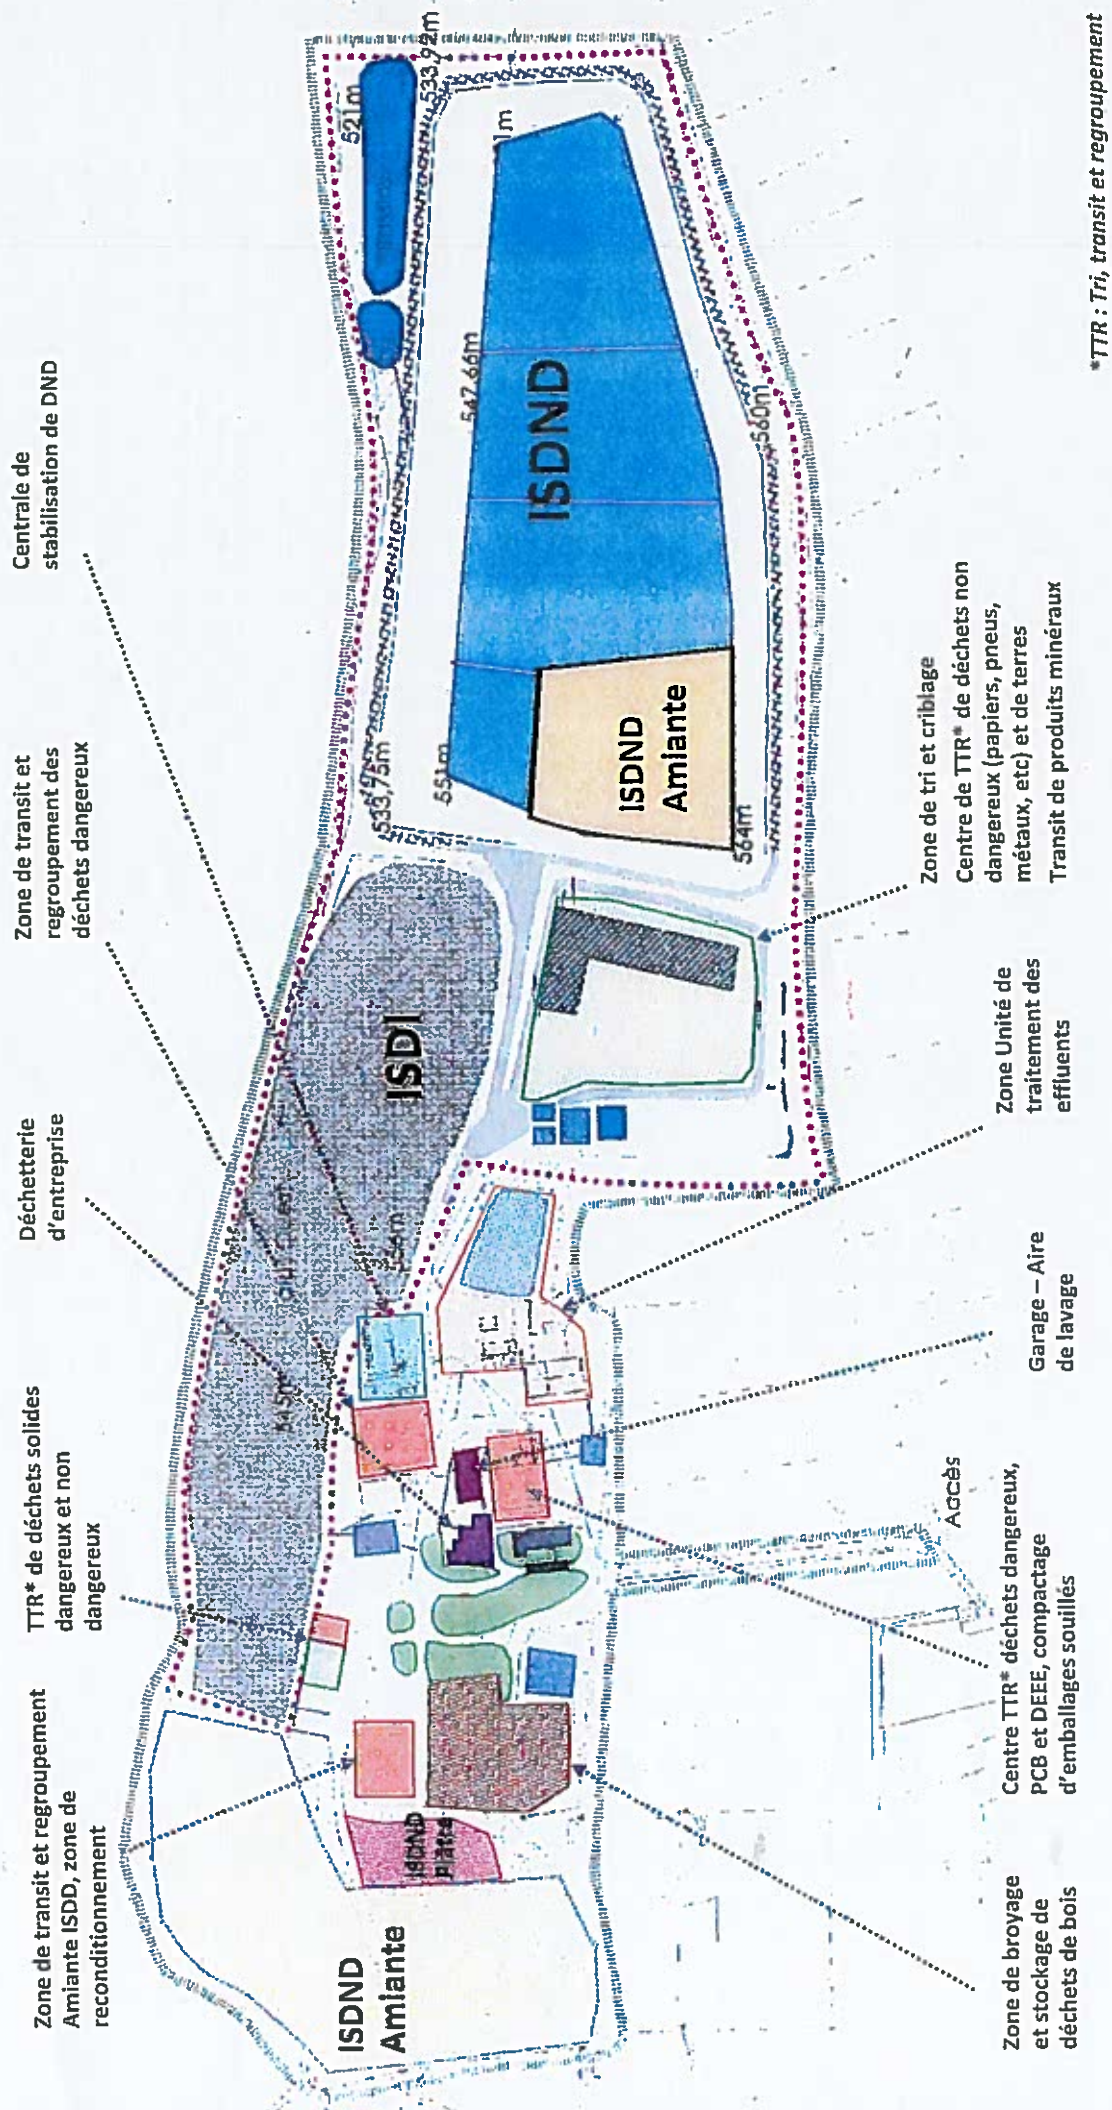 Zone de transit et regroupement
Amiante ISDD, zone de
reconditionnement
TTR* de déchets solides
dangereux et non
dangereux
Déchetterie
d'entreprise
Zone de transit et
regroupement des
déchets dangereux
Centrale de
stabilisation de DND
521m
533,92m
1m
547,66m
533,75m
551m
560m
564m
ISDND
ISDND
Amiante
ISDI
ISDND
Plâtre
ISDND
Amiante
Zone de broyage
et stockage de
déchets de bois
Centre TTR* déchets dangereux,
PCB et DEEE, compactage
d'emballages souillés
Accès
Garage – Aire
de lavage
Zone Unité de
traitement des
effluents
Zone de tri et criblage
Centre de TTR* de déchets non
dangereux (papiers, pneus,
métaux, etc) et de terres
Transit de produits minéraux
*TTR : Tri, transit et regroupement